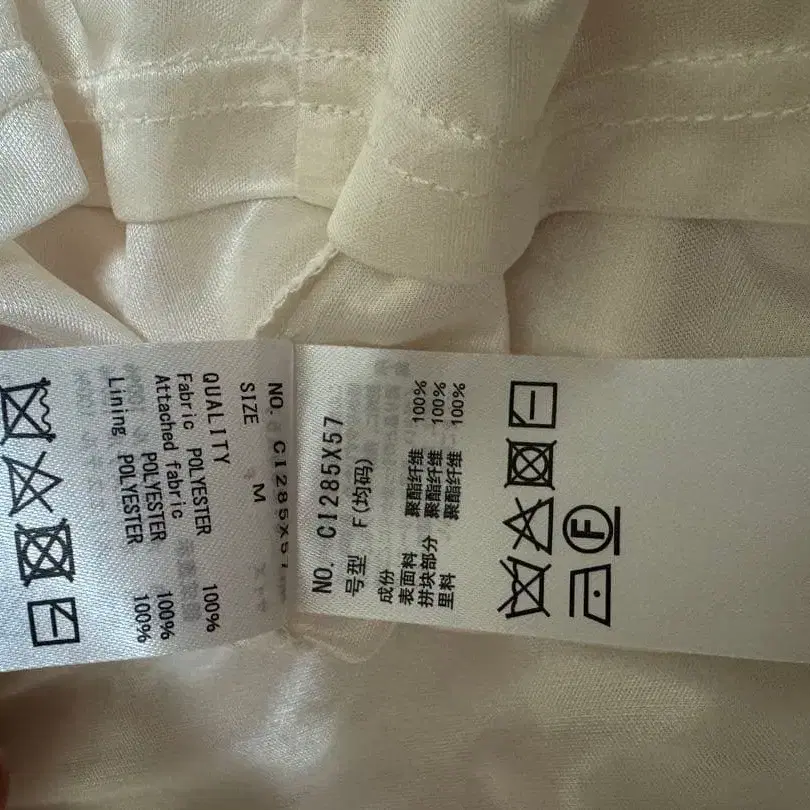 NO. CI285X57
SIZE M
QUALITY
Fabric POLYESTER 100%
Attached fabric
POLYESTER 100%
Lining POLYESTER 100%
NO. CI285X57
号型 F(均码)
成份
表面料 聚酯纤维 100%
拼块部分 聚酯纤维 100%
里料 聚酯纤维 100%
F